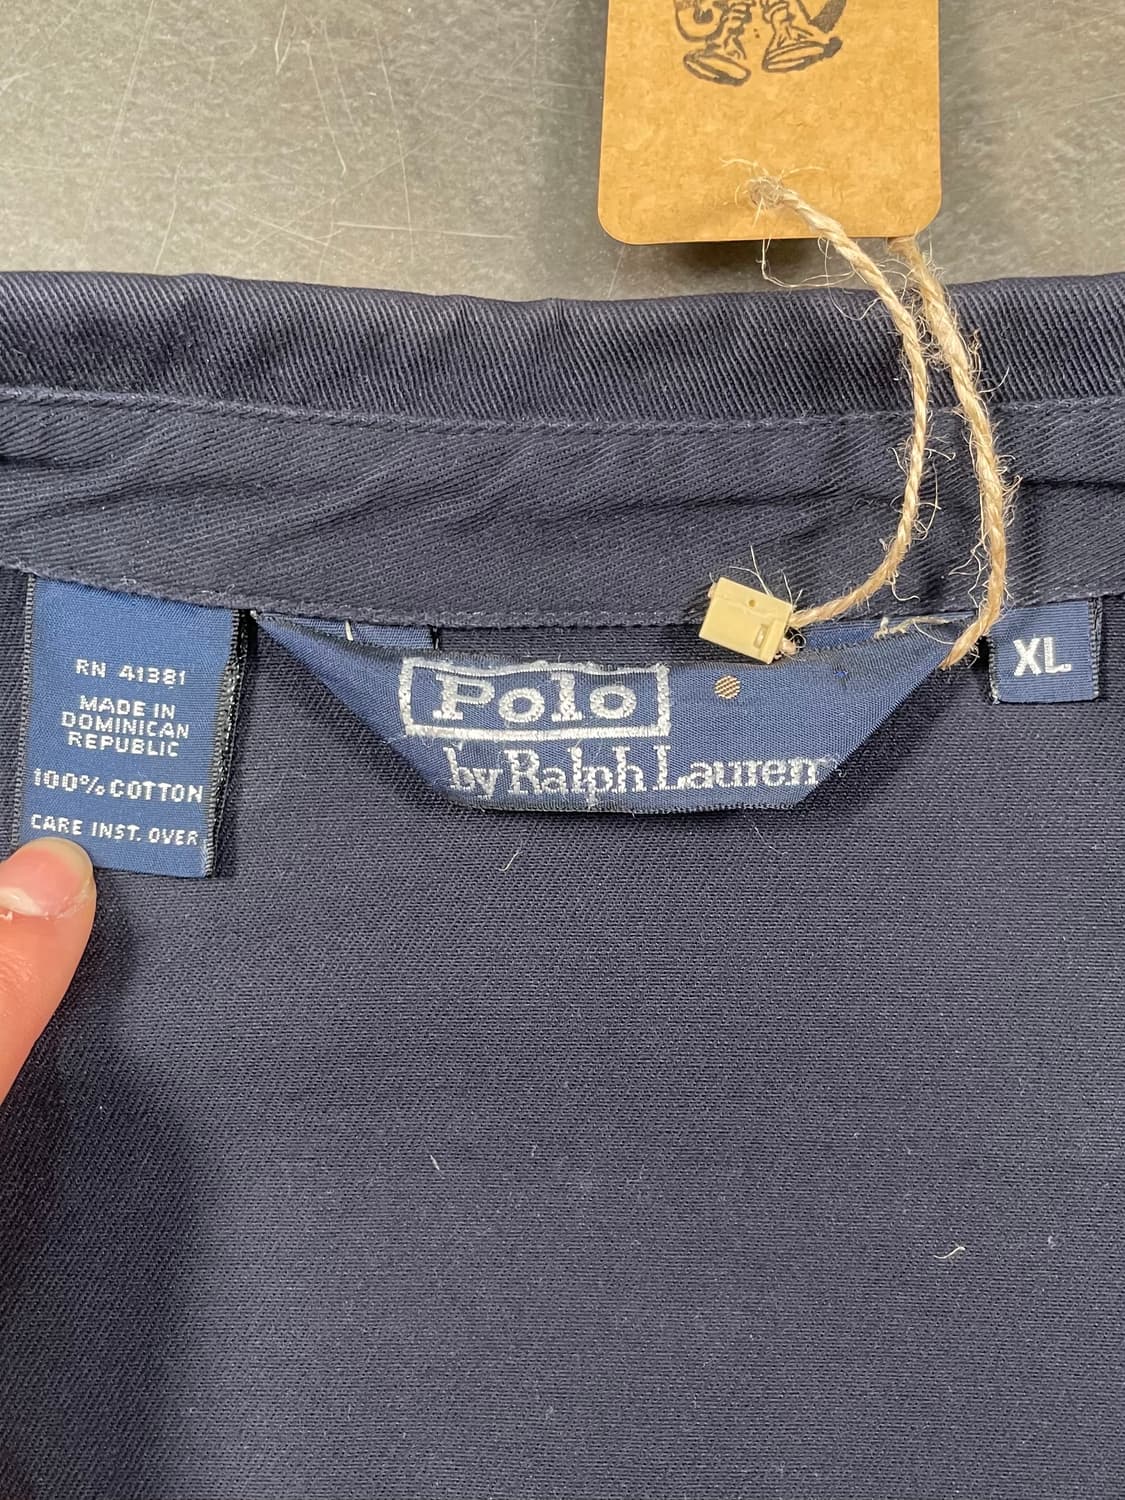 RN 41381
MADE IN
DOMINICAN
REPUBLIC
100% COTTON
CARE INST. OVER
Polo
by Ralph Lauren
XL